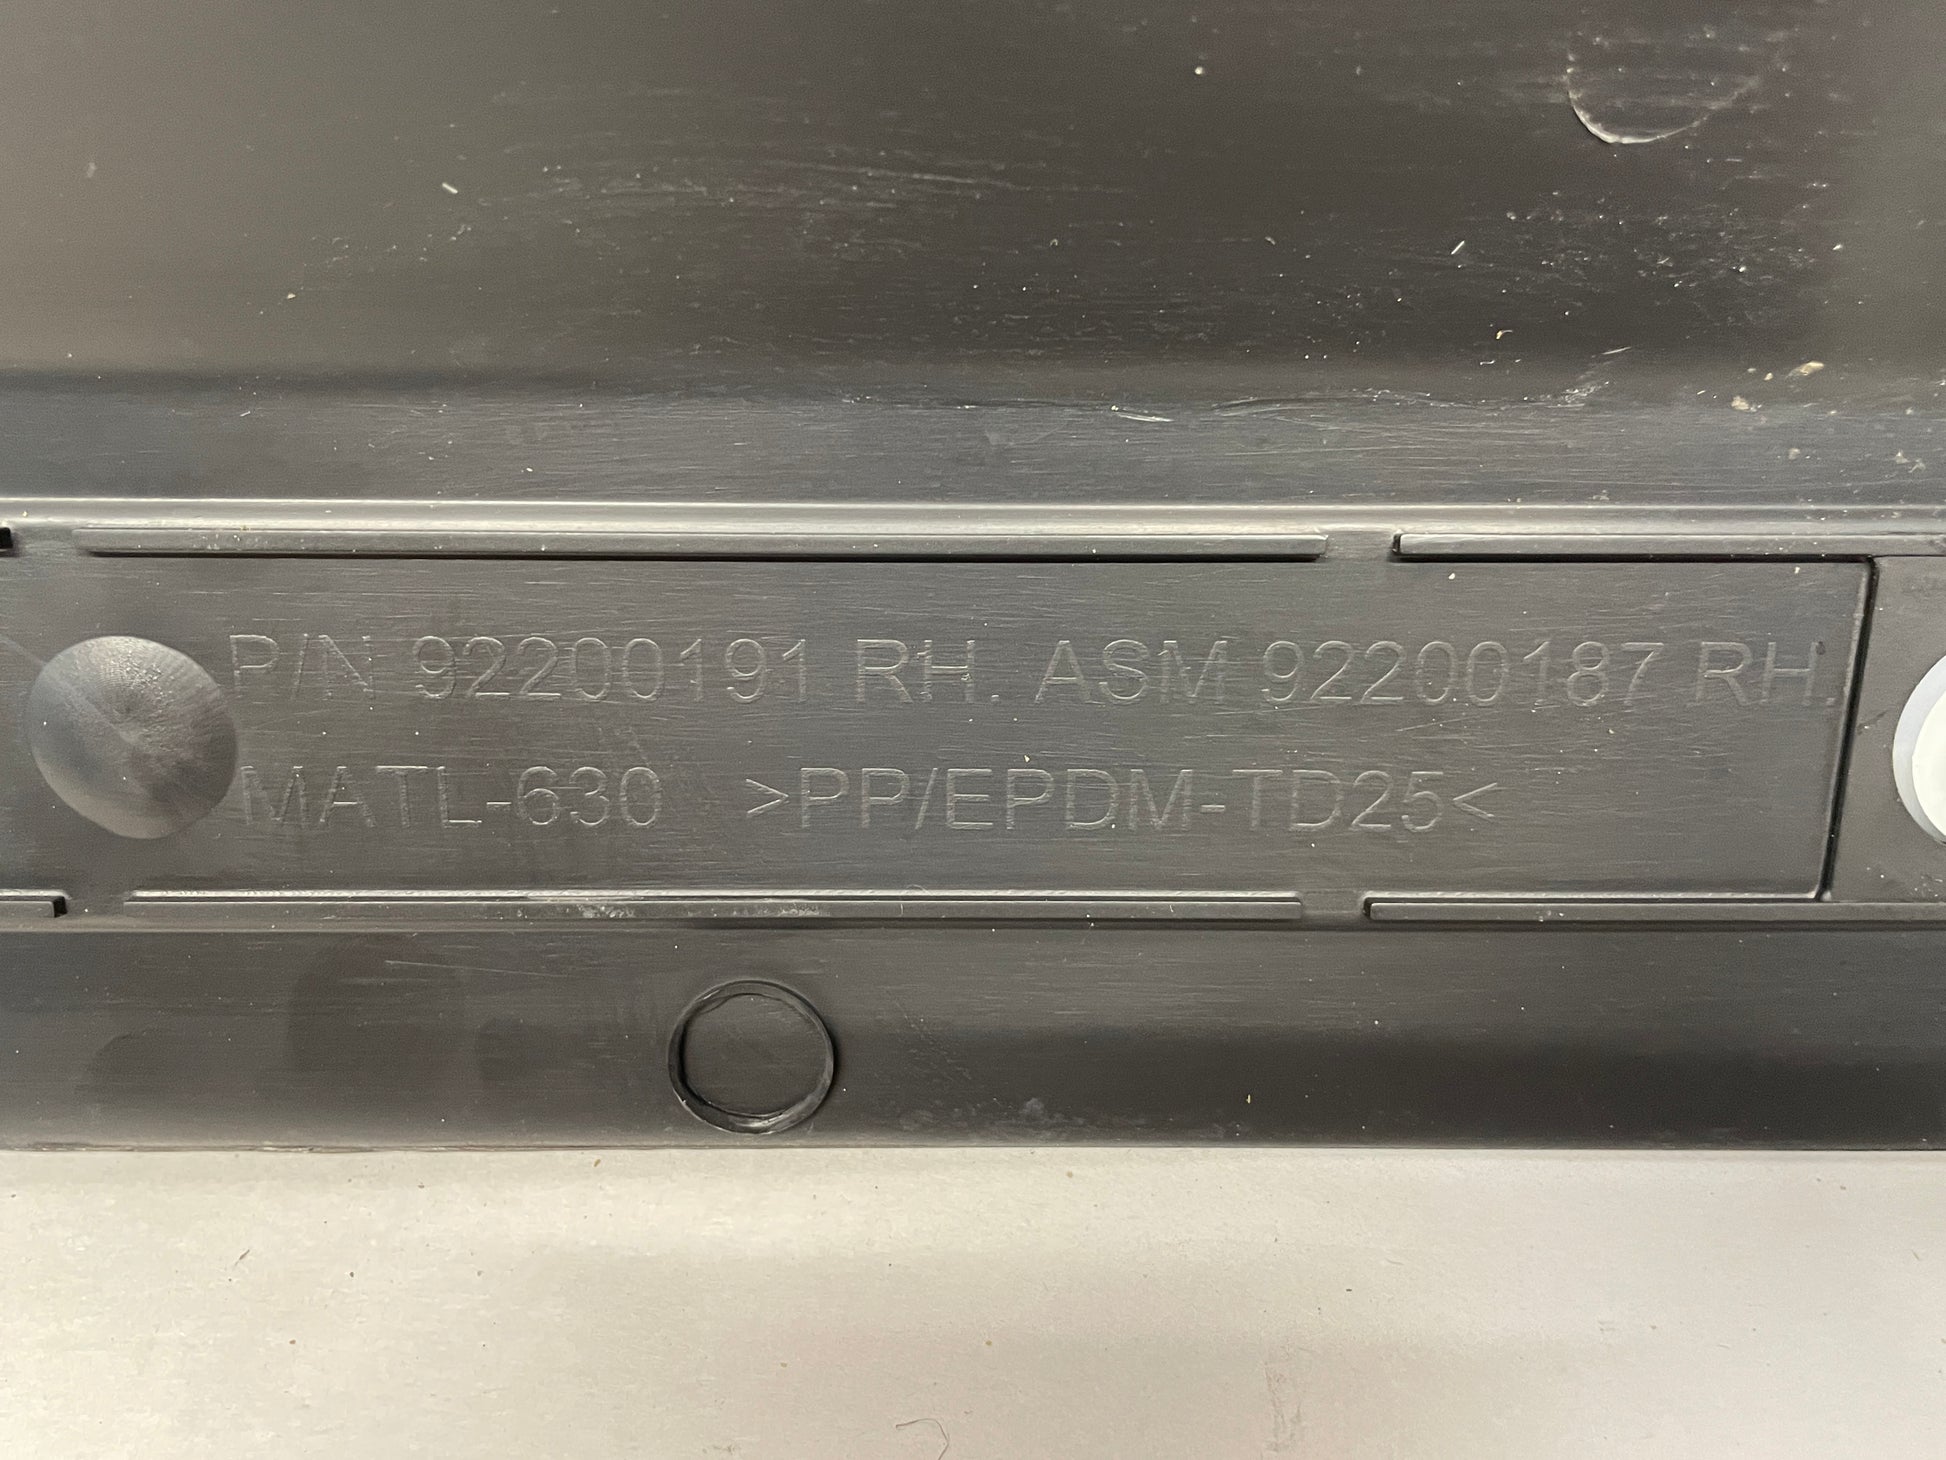 P/N 92200191 RH. ASM 92200187 RH.
MATL-630 >PP/EPDM-TD25<